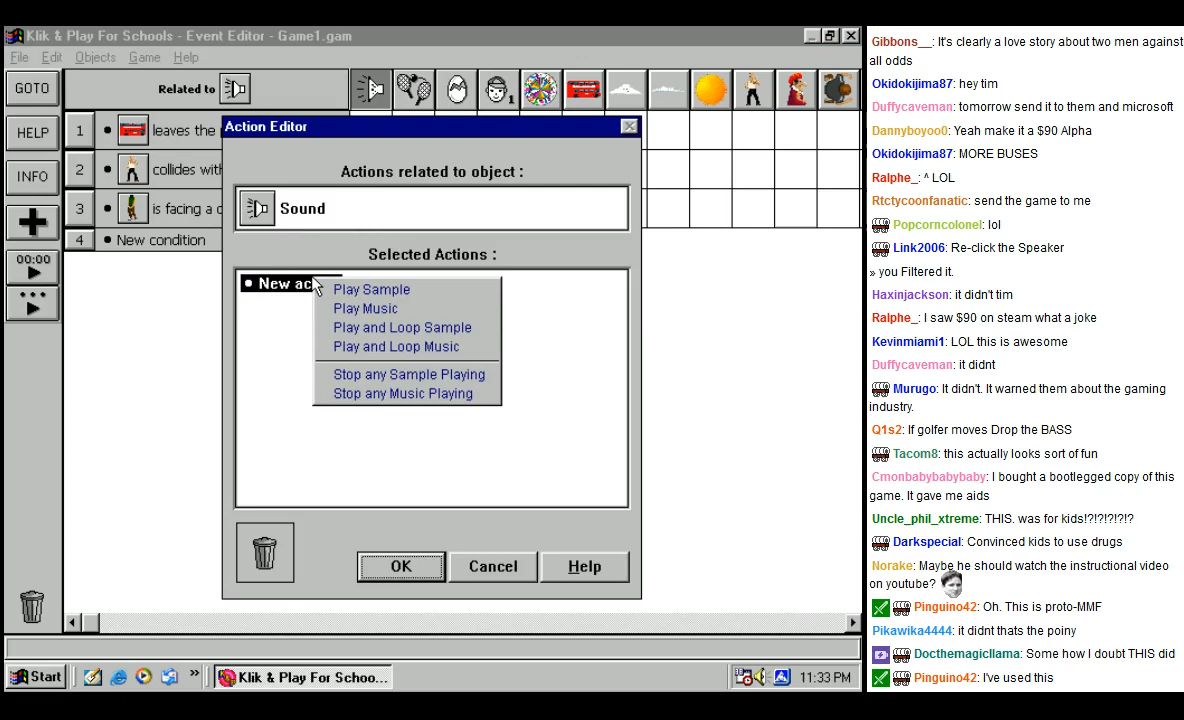 Klik & Play For Schools - Event Editor - Game1.gam
File Edit Objects Game Help
GOTO
HELP
INFO
00:00
Related to
1
1 • leaves the
2 • collides with
3 • is facing a c
4 • New condition
Action Editor
Actions related to object :
Sound
Selected Actions :
• New ac
Play Sample
Play Music
Play and Loop Sample
Play and Loop Music
Stop any Sample Playing
Stop any Music Playing
OK
Cancel
Help
Start
»
Klik & Play For Schoo...
11:33 PM
Gibbons__: It's clearly a love story about two men against
all odds
Okidokijima87: hey tim
Duffycaveman: tomorrow send it to them and microsoft
Dannyboyoo0: Yeah make it a $90 Alpha
Okidokijima87: MORE BUSES
Ralphe_: ^ LOL
Rtctycoonfanatic: send the game to me
Popcorncolonel: lol
Link2006: Re-click the Speaker
» you Filtered it.
Haxinjackson: it didn't tim
Ralphe_: I saw $90 on steam what a joke
Kevinmiami1: LOL this is awesome
Duffycaveman: it didnt
Murugo: It didn't. It warned them about the gaming
industry.
Q1s2: If golfer moves Drop the BASS
Tacom8: this actually looks sort of fun
Cmonbabybabybaby: I bought a bootlegged copy of this
game. It gave me aids
Uncle_phil_xtreme: THIS. was for kids!?!?!?!?!?
Darkspecial: Convinced kids to use drugs
Norake: Maybe he should watch the instructional video
on youtube?
Pinguino42: Oh. This is proto-MMF
Pikawika4444: it didnt thats the poiny
Docthemagicllama: Some how I doubt THIS did
Pinguino42: I've used this